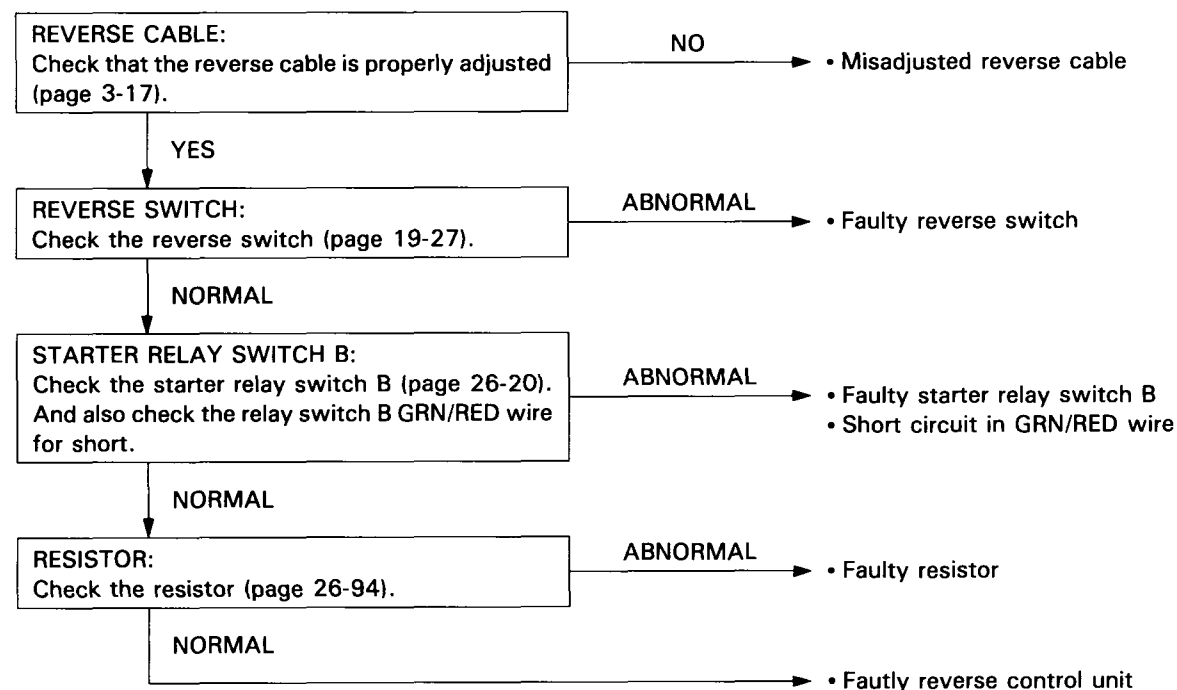 REVERSE CABLE:
Check that the reverse cable is properly adjusted
(page 3-17).
NO
• Misadjusted reverse cable
YES
REVERSE SWITCH:
Check the reverse switch (page 19-27).
ABNORMAL
• Faulty reverse switch
NORMAL
STARTER RELAY SWITCH B:
Check the starter relay switch B (page 26-20).
And also check the relay switch B GRN/RED wire
for short.
ABNORMAL
• Faulty starter relay switch B
• Short circuit in GRN/RED wire
NORMAL
RESISTOR:
Check the resistor (page 26-94).
ABNORMAL
• Faulty resistor
NORMAL
• Fautly reverse control unit